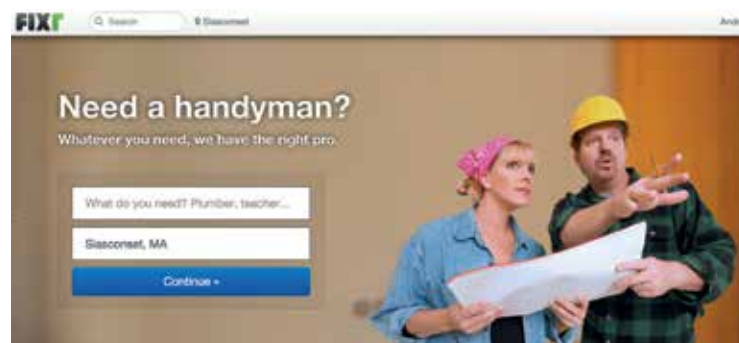 FIXr
Search
Siasconset
Andr
Need a handyman?
Whatever you need, we have the right pro.
What do you need? Plumber, teacher...
Siasconset, MA
Continue »